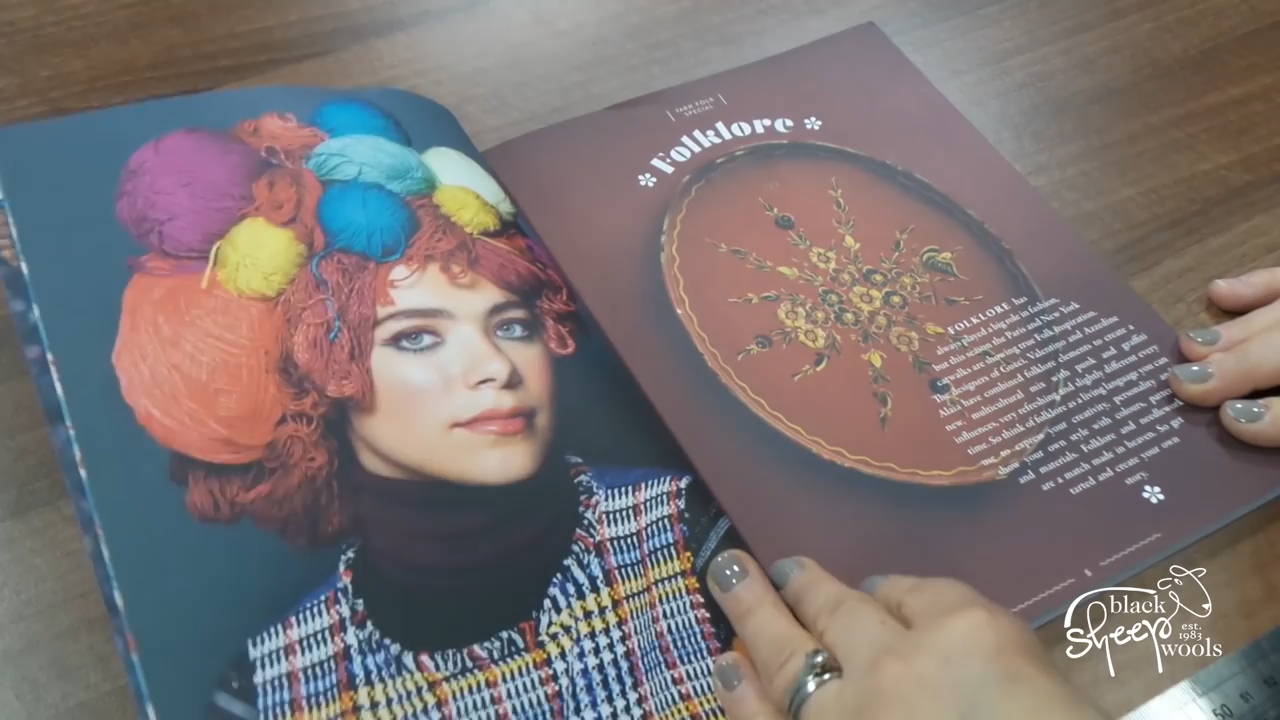 YARN FOLK
SPECIAL
Folklore
FOLKLORE has
always played a big role in fashion,
but this season the Paris and New York
catwalks are showing true Folk Inspiration.
The designers of Gucci, Valentino and Azzedine
Alaïa have combined folklore elements to create a
new, multicultural mix with punk and graffiti
influences, very refreshing and slightly different every
time. So think of folklore as a living language you can
use to express your creativity, personality and
show your own style with colours,
and materials. Folklore and needlework
are a match made in heaven. So get
started and create your own
story.
5
black
sheep
est.
1983
wools
50 51 52